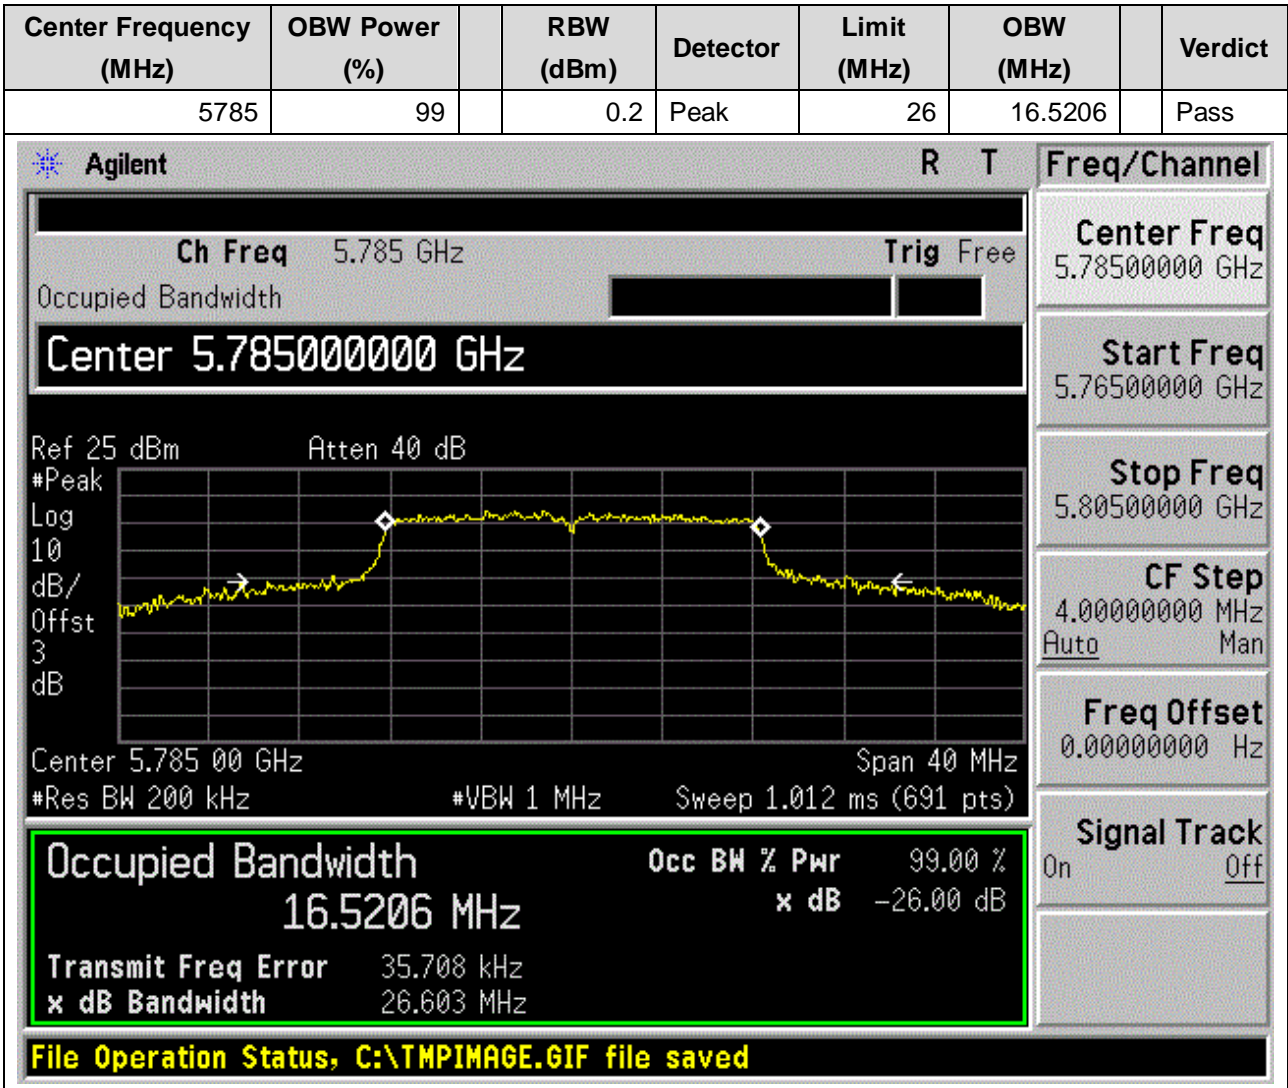 Center Frequency (MHz) OBW Power (%) RBW (dBm) Detector Limit (MHz) OBW (MHz) Verdict
5785 99 0.2 Peak 26 16.5206 Pass
Agilent R T Freq/Channel
Ch Freq 5.785 GHz Trig Free
Occupied Bandwidth
Center 5.785000000 GHz
Ref 25 dBm Atten 40 dB
#Peak
Log
10
dB/
Offst
3
dB
Center 5.785 00 GHz Span 40 MHz
#Res BW 200 kHz #VBW 1 MHz Sweep 1.012 ms (691 pts)
Occupied Bandwidth
16.5206 MHz
Occ BW % Pwr 99.00 %
x dB -26.00 dB
Transmit Freq Error 35.708 kHz
x dB Bandwidth 26.603 MHz
Center Freq
5.78500000 GHz
Start Freq
5.76500000 GHz
Stop Freq
5.80500000 GHz
CF Step
4.00000000 MHz
Auto Man
Freq Offset
0.00000000 Hz
Signal Track
On Off
File Operation Status, C:\TMPIMAGE.GIF file saved